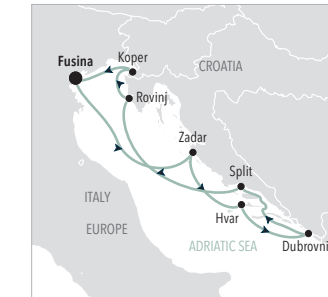 Fusina
Koper
CROATIA
Rovinj
Zadar
ITALY
Split
EUROPE
Hvar
ADRIATIC SEA
Dubrovni